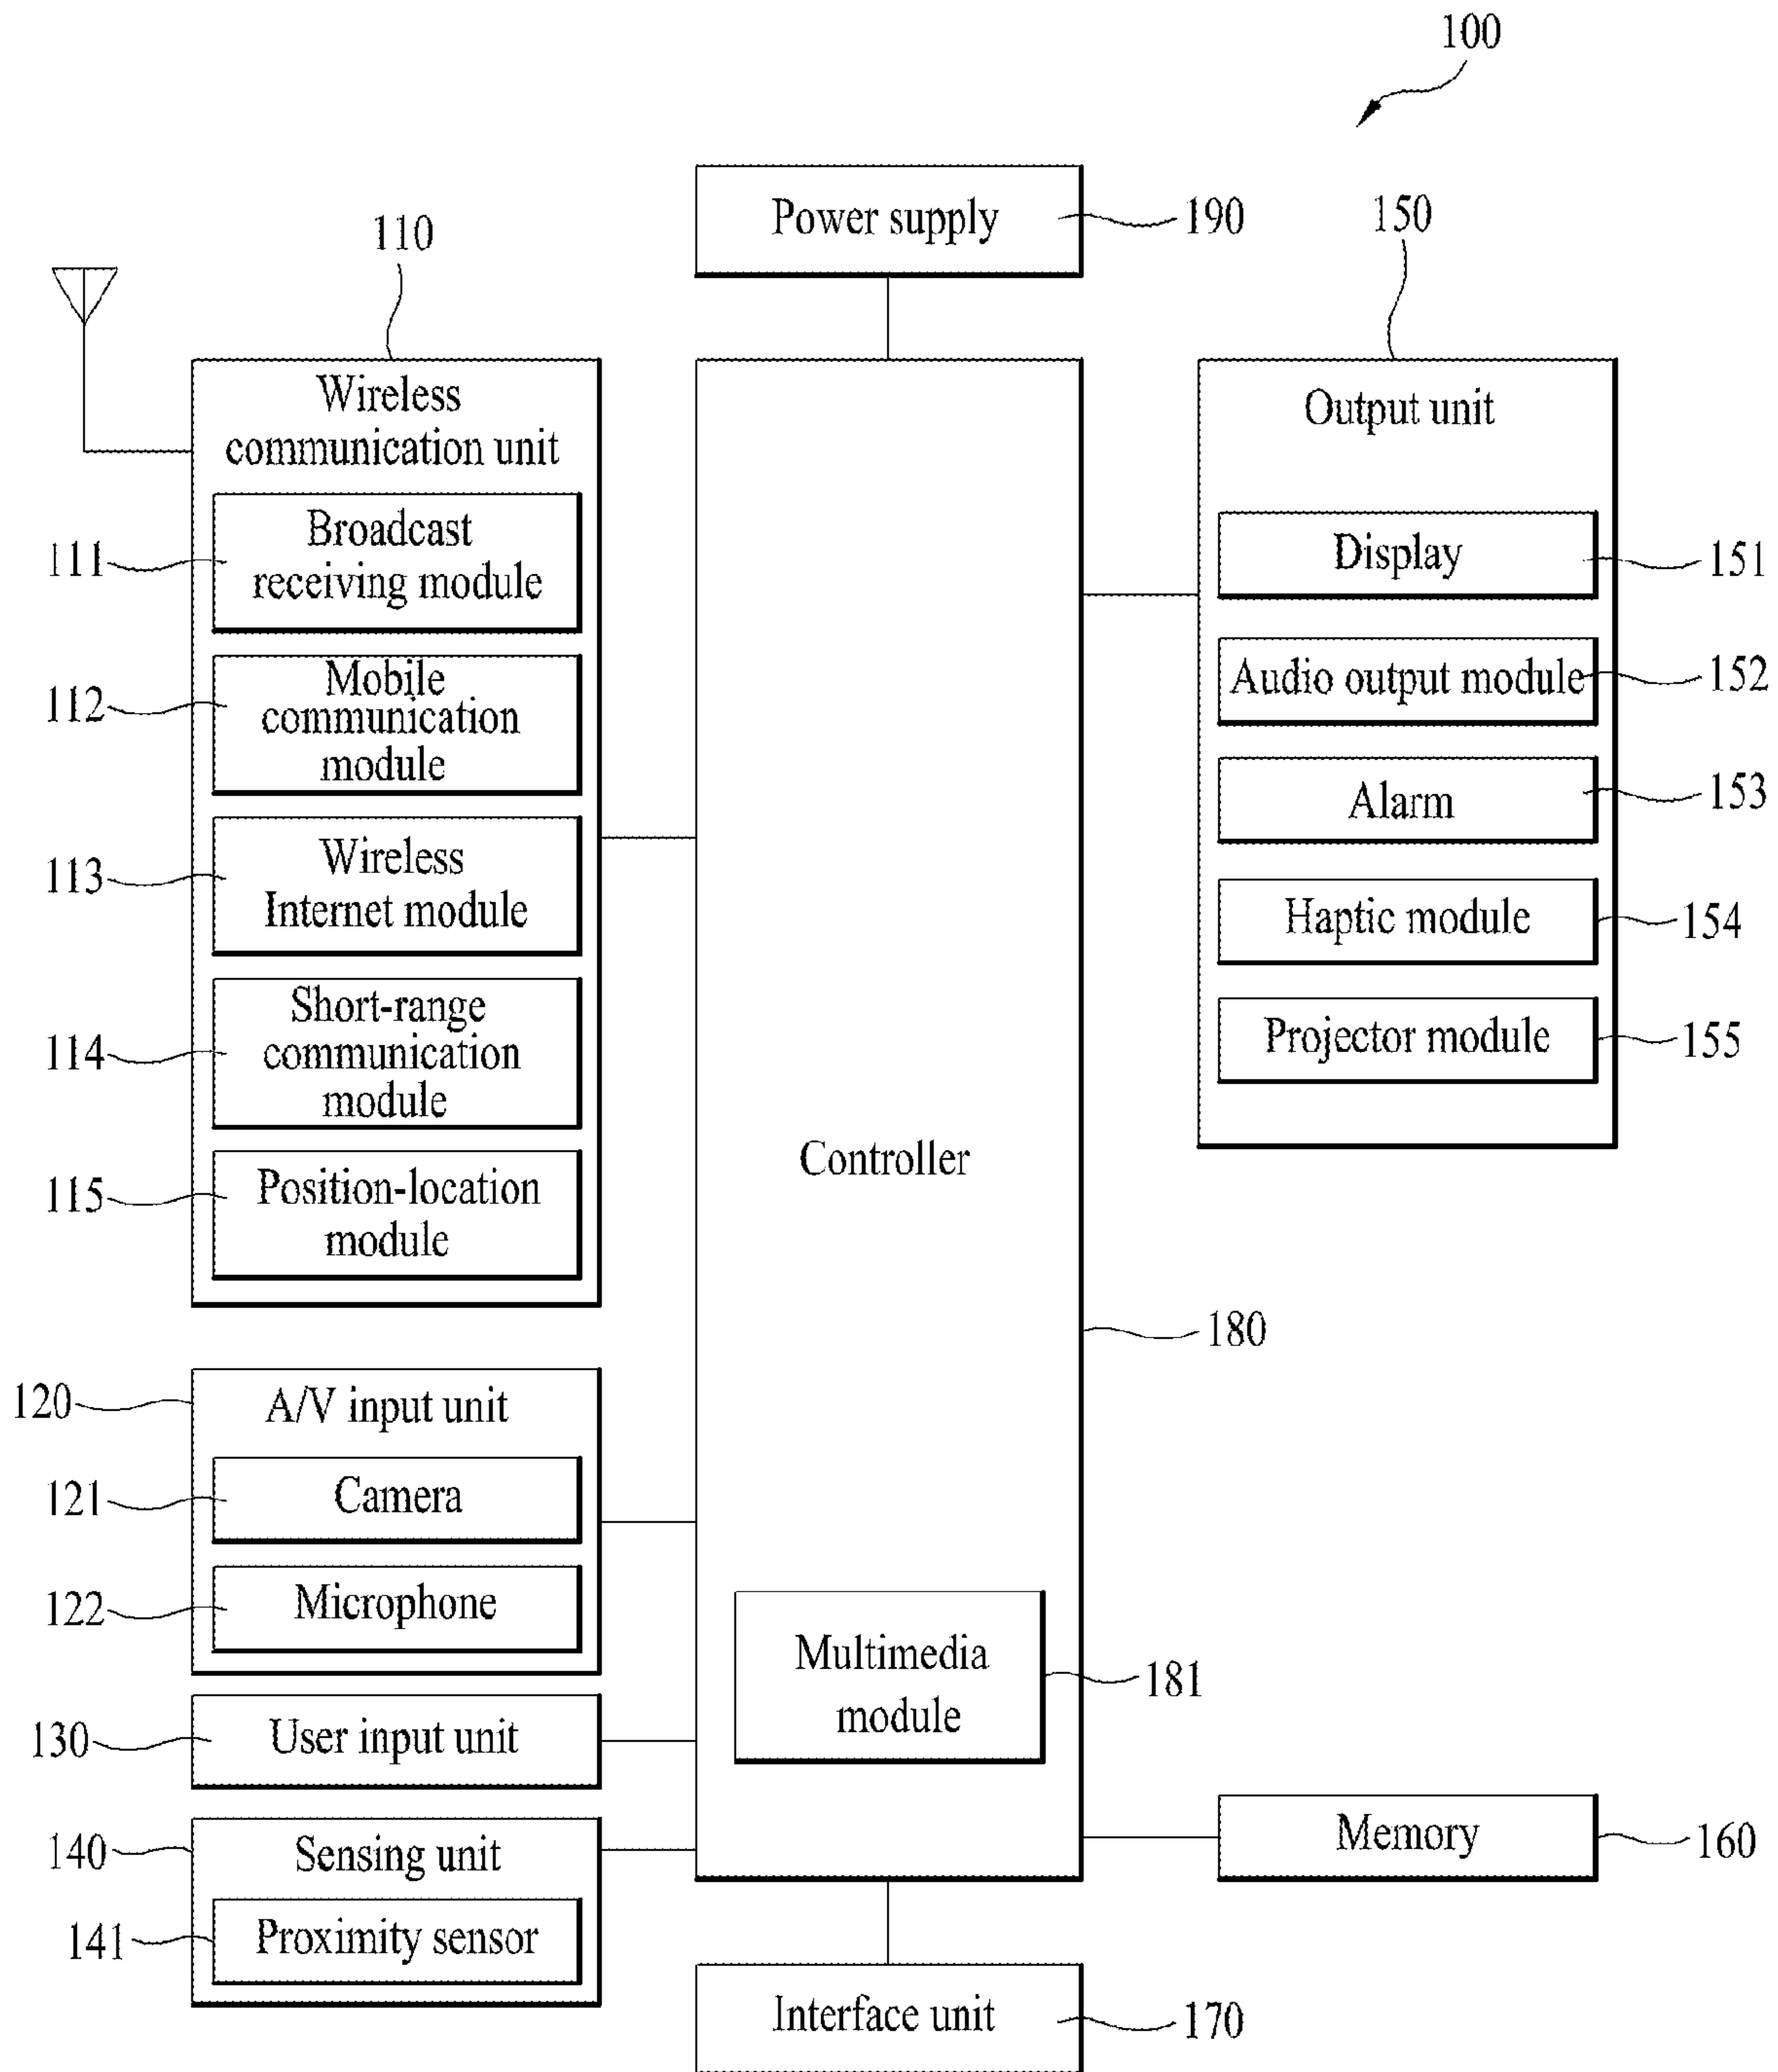 100
Power supply
190
110
Wireless
communication unit
Broadcast
receiving module
111
Mobile
communication
module
112
Wireless
Internet module
113
Short-range
communication
module
114
Position-location
module
115
120
A/V input unit
Camera
121
Microphone
122
130
User input unit
140
Sensing unit
Proximity sensor
141
Controller
180
Multimedia
module
181
150
Output unit
Display
151
Audio output module
152
Alarm
153
Haptic module
154
Projector module
155
Memory
160
Interface unit
170